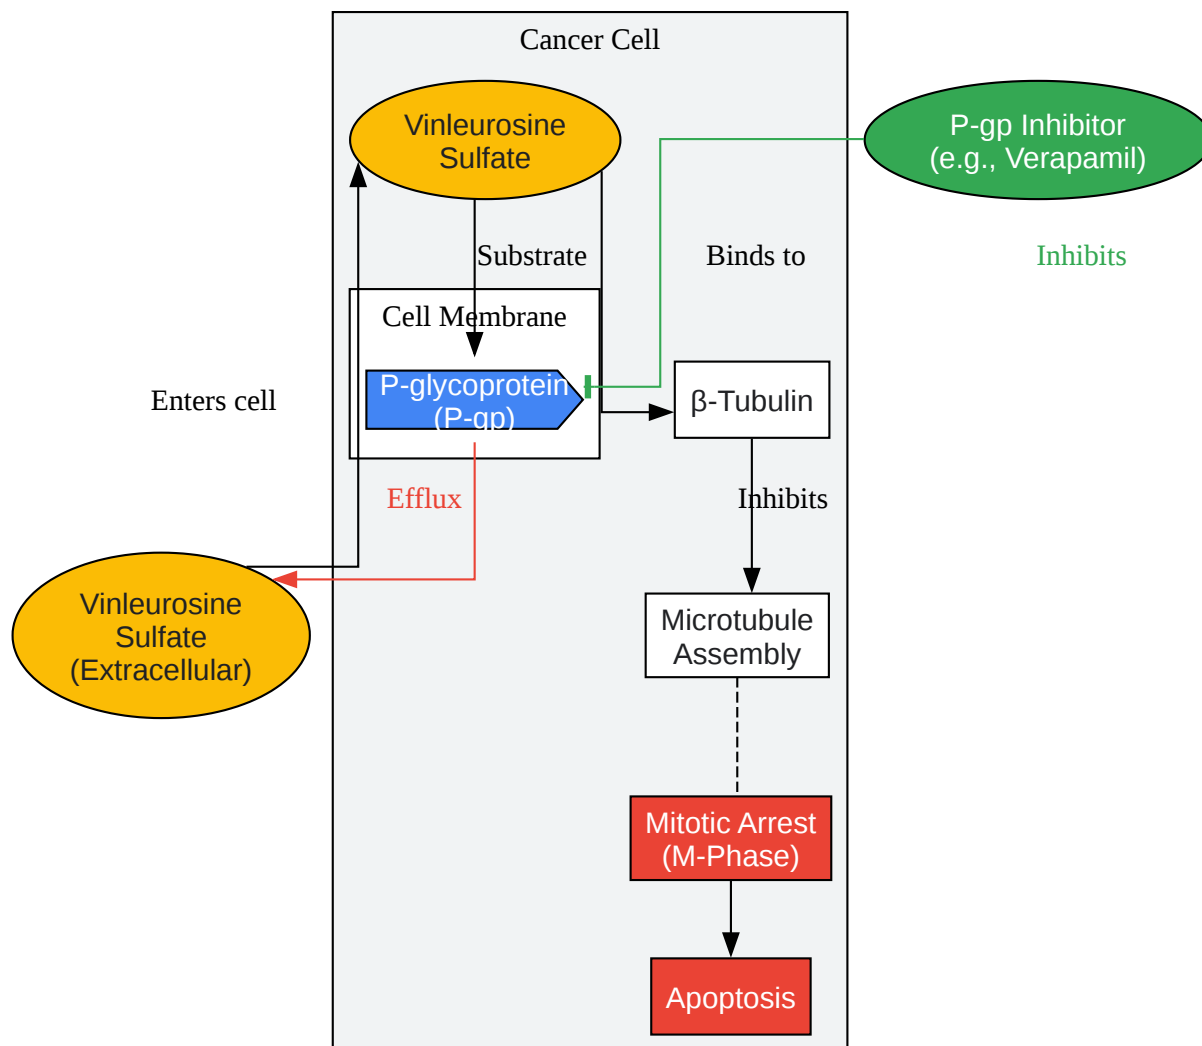 Cancer Cell
Vinleurosine
Sulfate
P-gp Inhibitor
(e.g., Verapamil)
Substrate
Binds to
Inhibits
Cell Membrane
P-glycoprotein
(P-gp)
β-Tubulin
Enters cell
Efflux
Inhibits
Vinleurosine
Sulfate
(Extracellular)
Microtubule
Assembly
Mitotic Arrest
(M-Phase)
Apoptosis